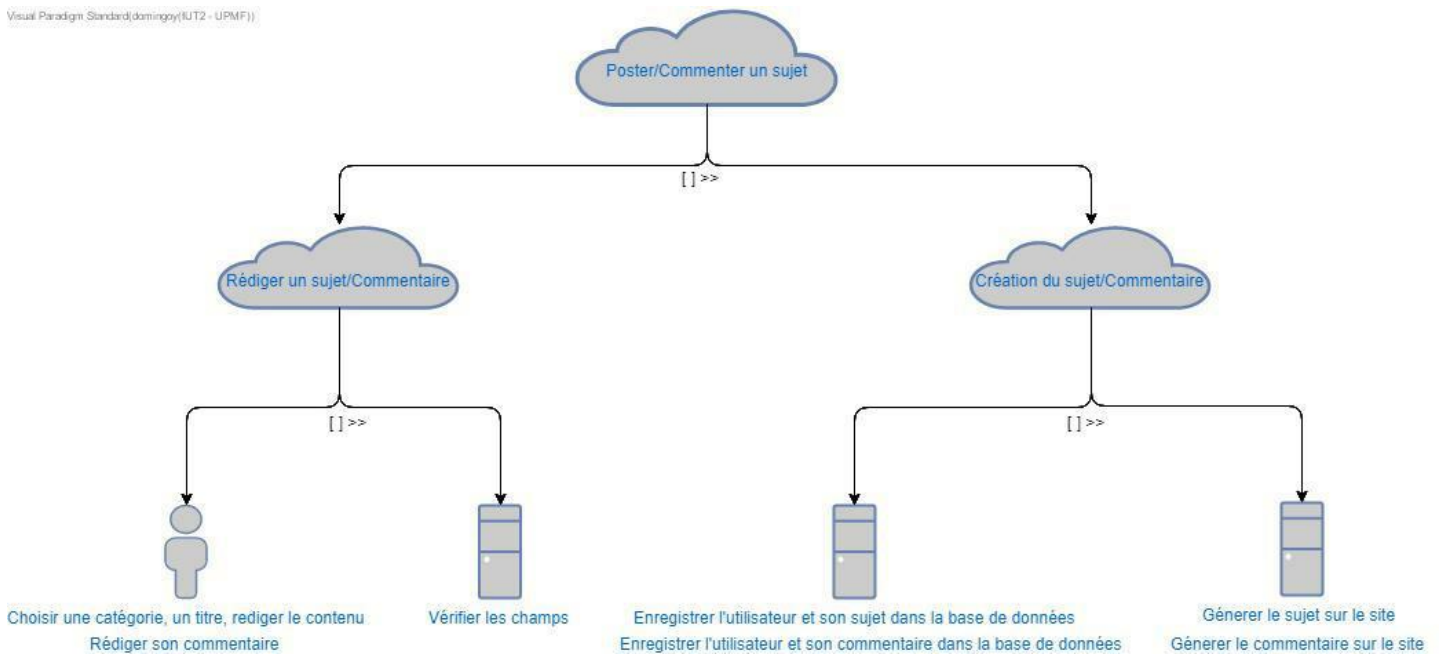 Visual Paradigm Standard(domingoy(IUT2 - UPMF))
Poster/Commenter un sujet
[ ] >>
Rédiger un sujet/Commentaire
Création du sujet/Commentaire
[ ] >>
[ ] >>
Choisir une catégorie, un titre, rediger le contenu
Rédiger son commentaire
Vérifier les champs
Enregistrer l'utilisateur et son sujet dans la base de données
Enregistrer l'utilisateur et son commentaire dans la base de données
Génerer le sujet sur le site
Génerer le commentaire sur le site